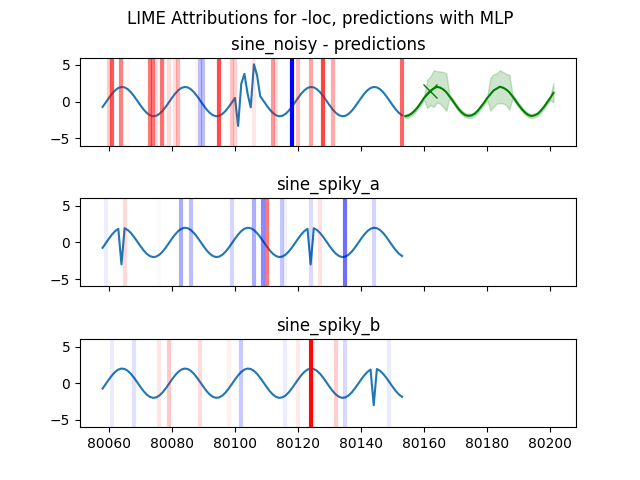 LIME Attributions for -loc, predictions with MLP
sine_noisy - predictions
5
0
−5
sine_spiky_a
5
0
−5
sine_spiky_b
5
0
−5
80060 80080 80100 80120 80140 80160 80180 80200